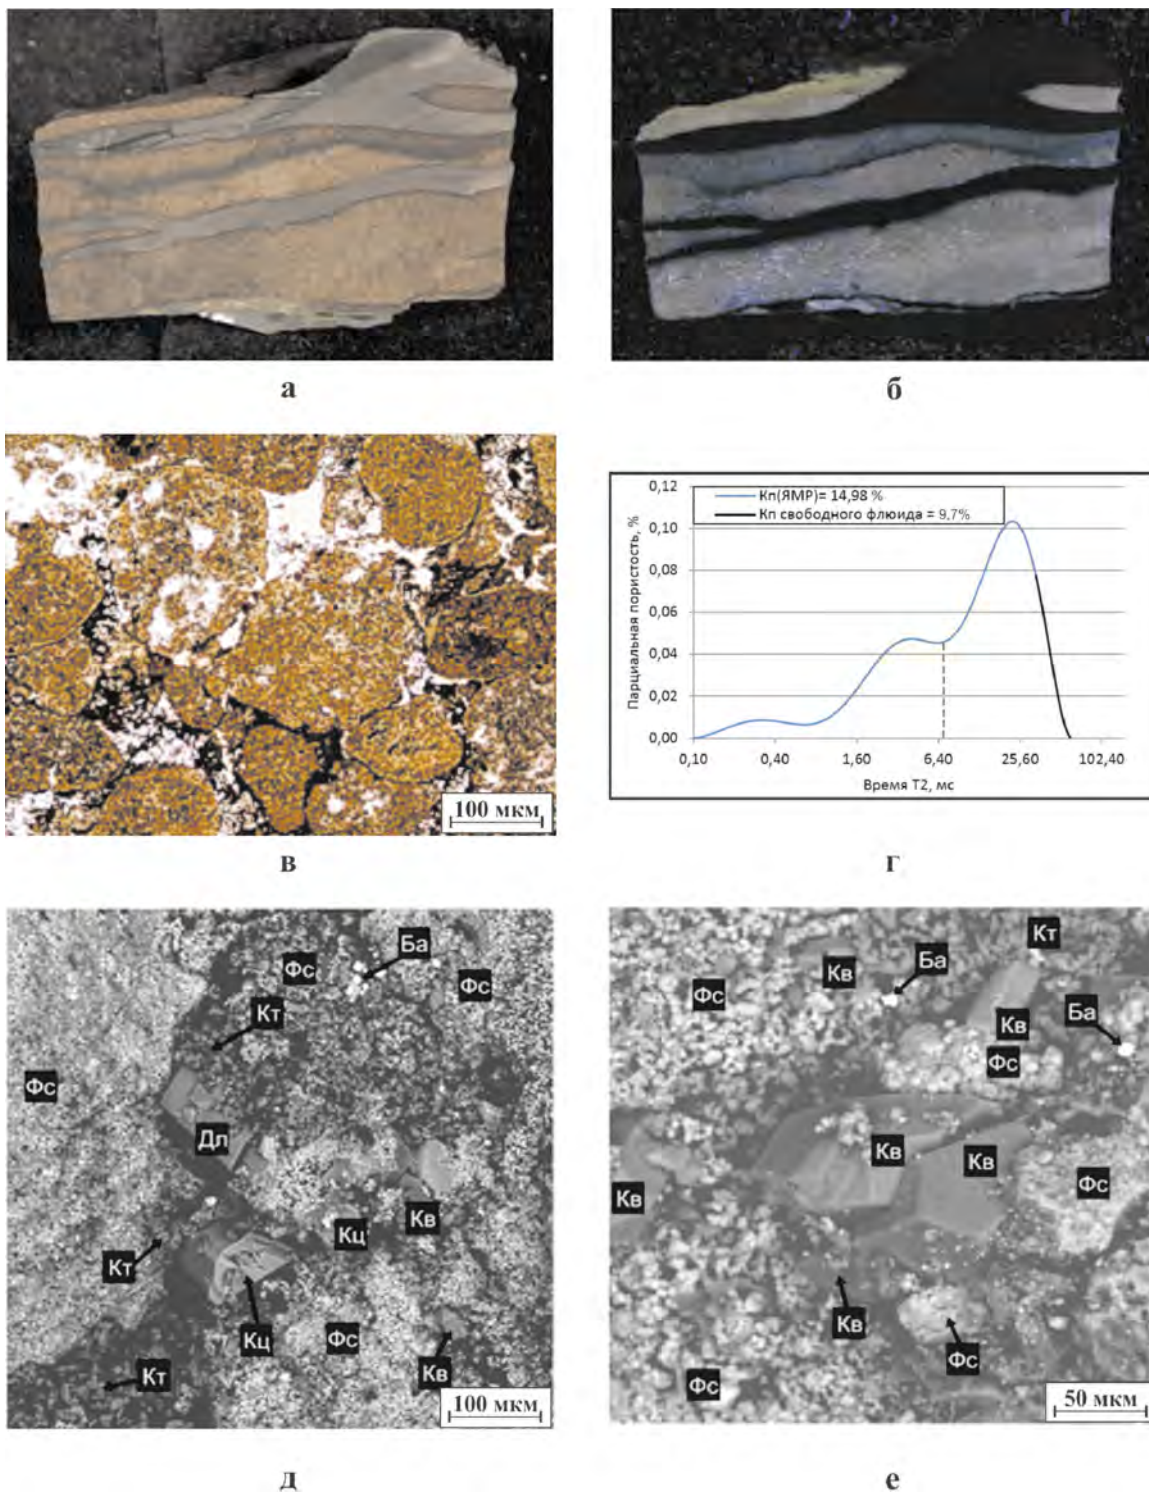 а
б
100 мкм
в
0,12
0,10
0,08
0,06
0,04
0,02
0,00
Парциальная пористость, %
Кп(ЯМР)= 14,98 %
Кп свободного флюида = 9,7%
0,10 0,40 1,60 6,40 25,60 102,40
Время T2, мс
г
Ба
Фс
Фс
Кт
Фс
Дл
Кв
Кц
Кт
Кц
Фс
Кв
Кт
100 мкм
д
Кт
Ба
Кв
Фс
Ба
Кв
Фс
Кв
Кв
Фс
Кв
Кв
Фс
Фс
50 мкм
е